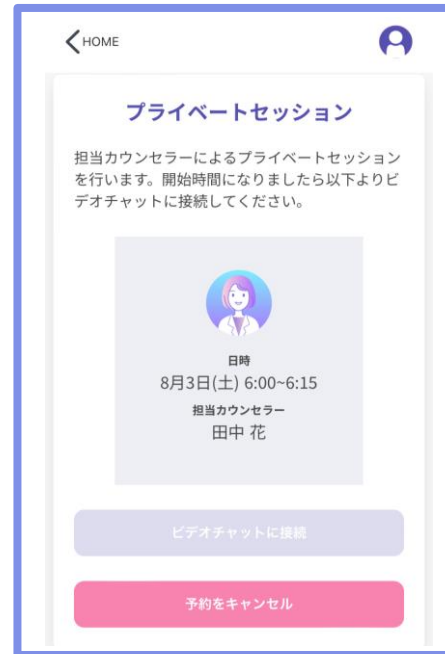 HOME
プライベートセッション
担当カウンセラーによるプライベートセッション
を行います。開始時間になりましたら以下よりビ
デオチャットに接続してください。
日時
8月3日(土) 6:00~6:15
担当カウンセラー
田中 花
ビデオチャットに接続
予約をキャンセル